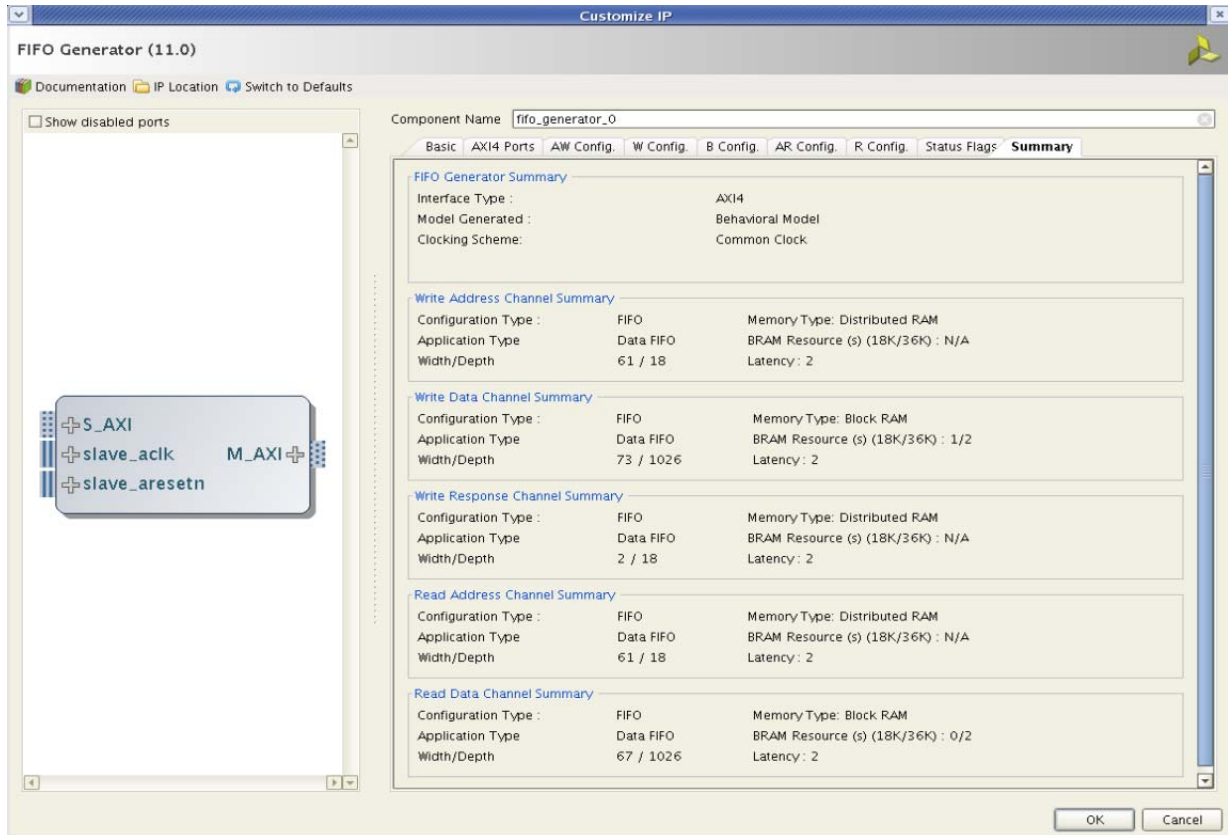 Customize IP
FIFO Generator (11.0)
Documentation IP Location Switch to Defaults
Show disabled ports
S_AXI
slave_aclk M_AXI
slave_aresetn
Component Name fifo_generator_0
Basic AXI4 Ports AW Config. W Config. B Config. AR Config. R Config. Status Flags Summary
FIFO Generator Summary
Interface Type : AXI4
Model Generated : Behavioral Model
Clocking Scheme: Common Clock
Write Address Channel Summary
Configuration Type : FIFO Memory Type: Distributed RAM
Application Type Data FIFO BRAM Resource (s) (18K/36K) : N/A
Width/Depth 61 / 18 Latency : 2
Write Data Channel Summary
Configuration Type : FIFO Memory Type: Block RAM
Application Type Data FIFO BRAM Resource (s) (18K/36K) : 1/2
Width/Depth 73 / 1026 Latency : 2
Write Response Channel Summary
Configuration Type : FIFO Memory Type: Distributed RAM
Application Type Data FIFO BRAM Resource (s) (18K/36K) : N/A
Width/Depth 2 / 18 Latency : 2
Read Address Channel Summary
Configuration Type : FIFO Memory Type: Distributed RAM
Application Type Data FIFO BRAM Resource (s) (18K/36K) : N/A
Width/Depth 61 / 18 Latency : 2
Read Data Channel Summary
Configuration Type : FIFO Memory Type: Block RAM
Application Type Data FIFO BRAM Resource (s) (18K/36K) : 0/2
Width/Depth 67 / 1026 Latency : 2
OK Cancel